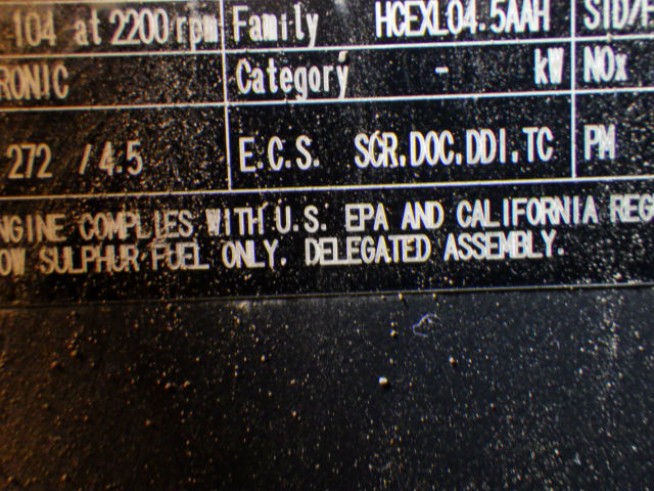 104 at 2200 rpm Family HCEXL04.5AAH STD/
RONIC Category - kW NOx
272 / 4.5 E.C.S. SCR.DOC.DDI.TC PM
NGINE COMPLIES WITH U.S. EPA AND CALIFORNIA REG
OW SULPHUR FUEL ONLY. DELEGATED ASSEMBLY.